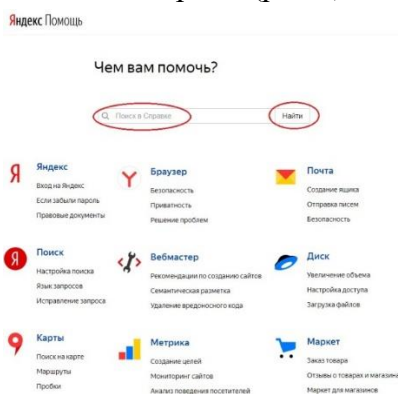 Яндекс Помощь
Чем вам помочь?
Поиск в Справке
Найти
Яндекс
Вход на Яндекс
Если забыли пароль
Правовые документы
Браузер
Безопасность
Приватность
Решение проблем
Почта
Создание ящика
Отправка писем
Безопасность
Поиск
Настройка поиска
Язык запросов
Исправление запроса
Вебмастер
Рекомендации по созданию сайтов
Семантическая разметка
Удаление вредоносного кода
Диск
Увеличение объема
Настройка доступа
Загрузка файлов
Карты
Поиск на карте
Маршруты
Пробки
Метрика
Создание целей
Мониторинг сайтов
Анализ поведения посетителей
Маркет
Заказ товара
Отзывы о товарах и магазина
Маркет для магазинов